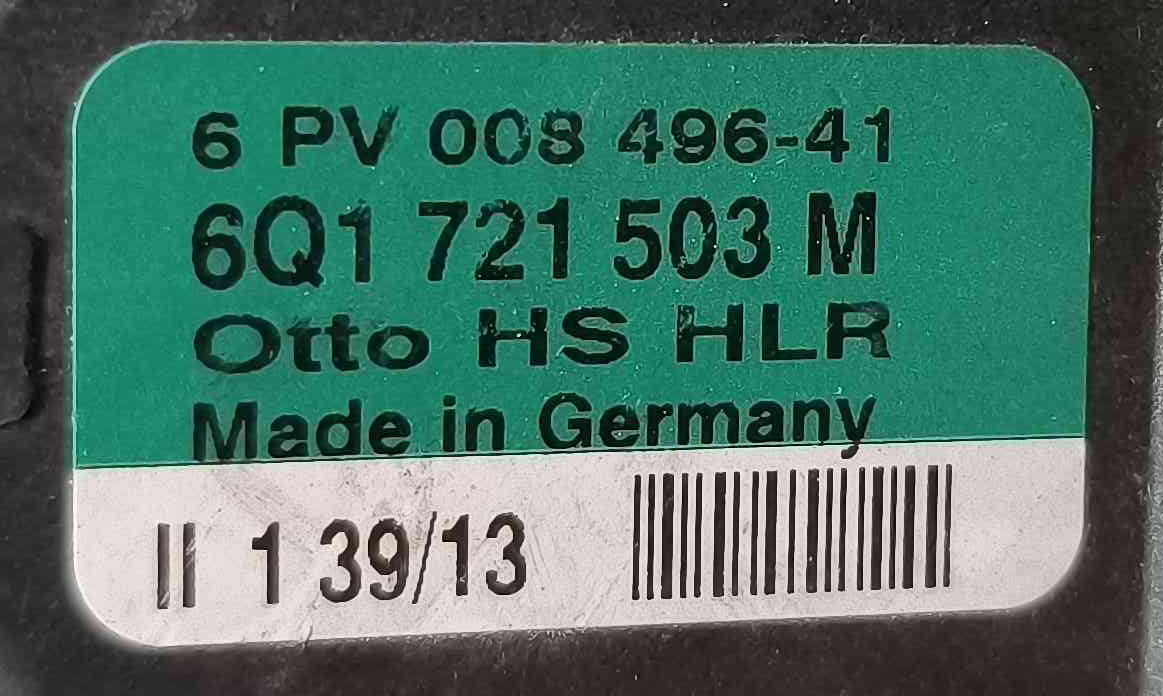 6 PV 008 496-41
6Q1 721 503 M
Otto HS HLR
Made in Germany
II 1 39/13